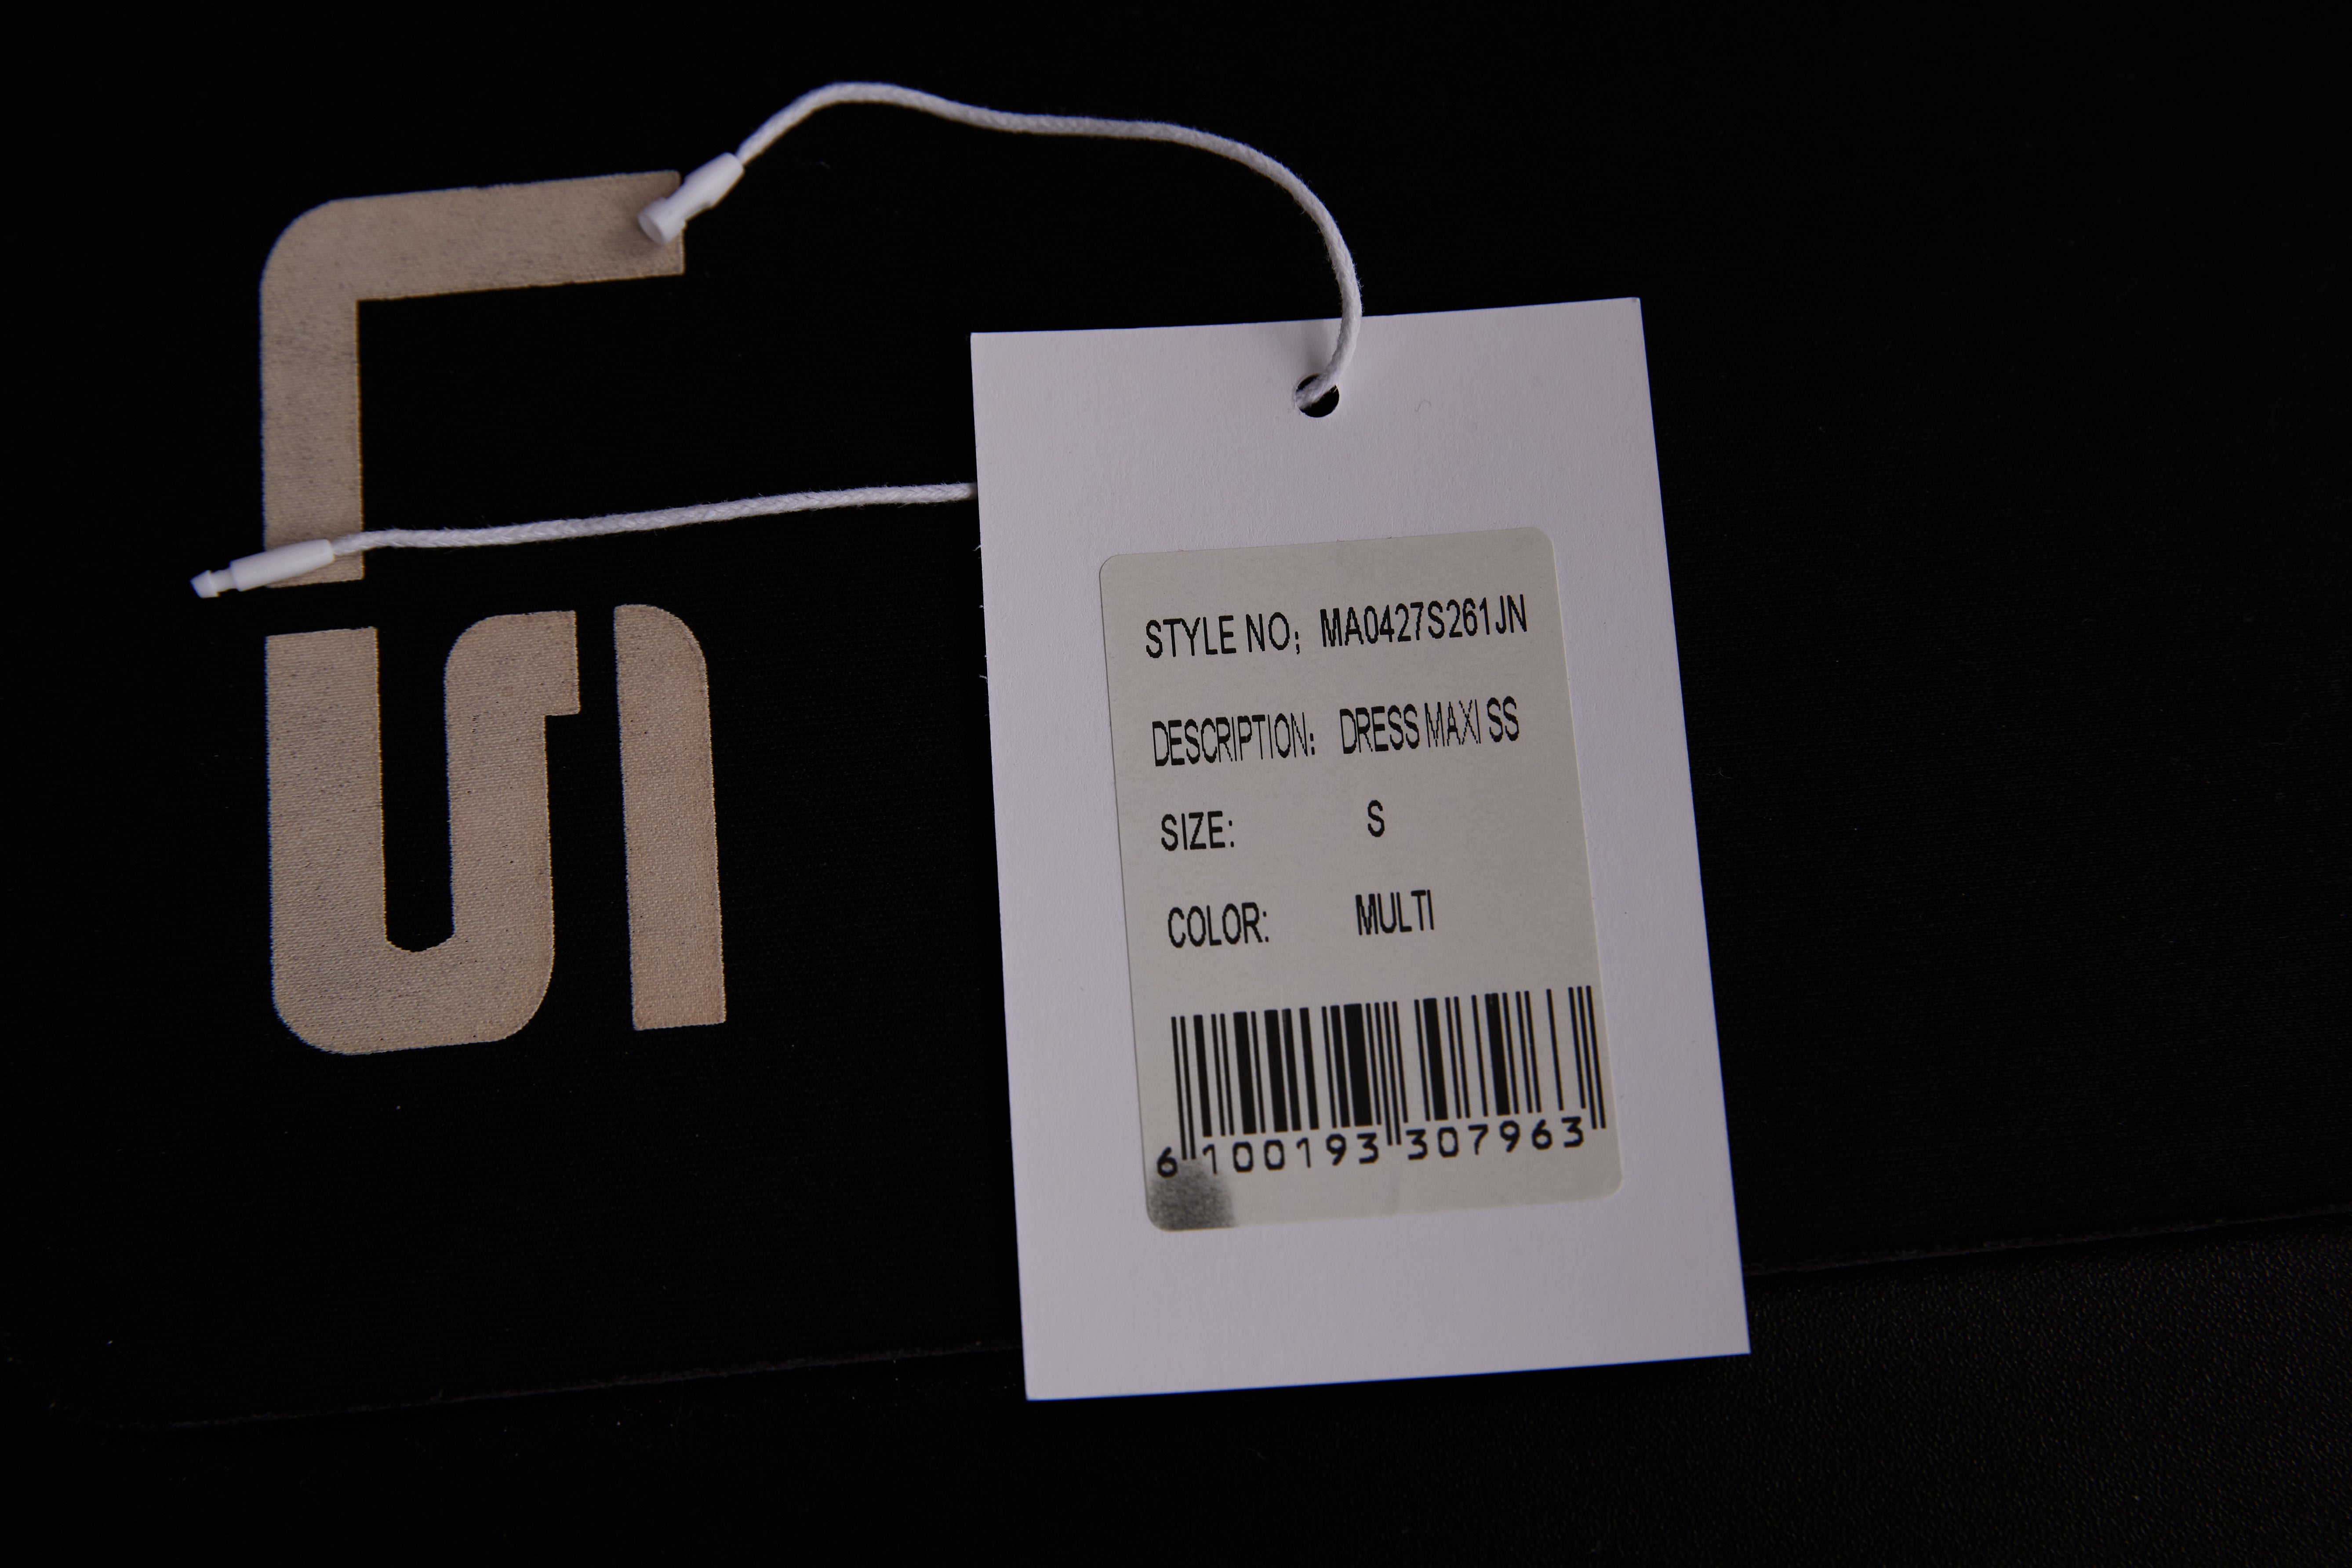 STYLE NO; MA0427S261JN
DESCRIPTION: DRESS MAXI SS
SIZE: S
COLOR: MULTI
6 100193 307963